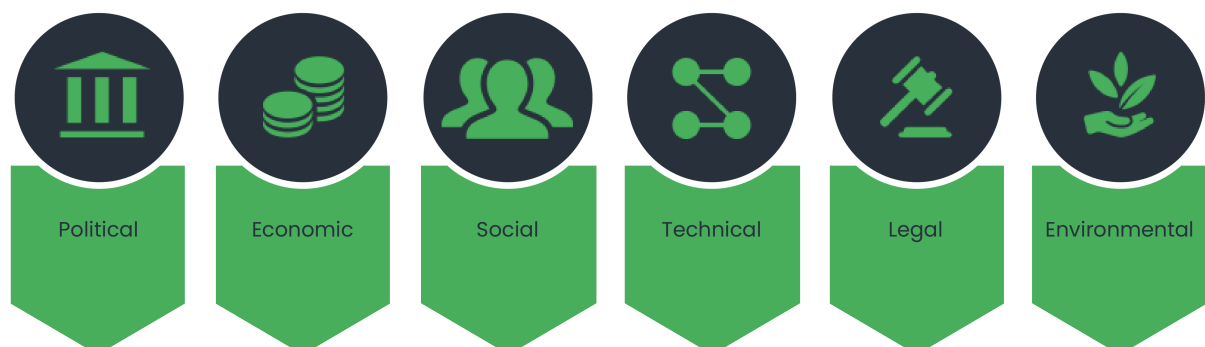 Political
Economic
Social
Technical
Legal
Environmental